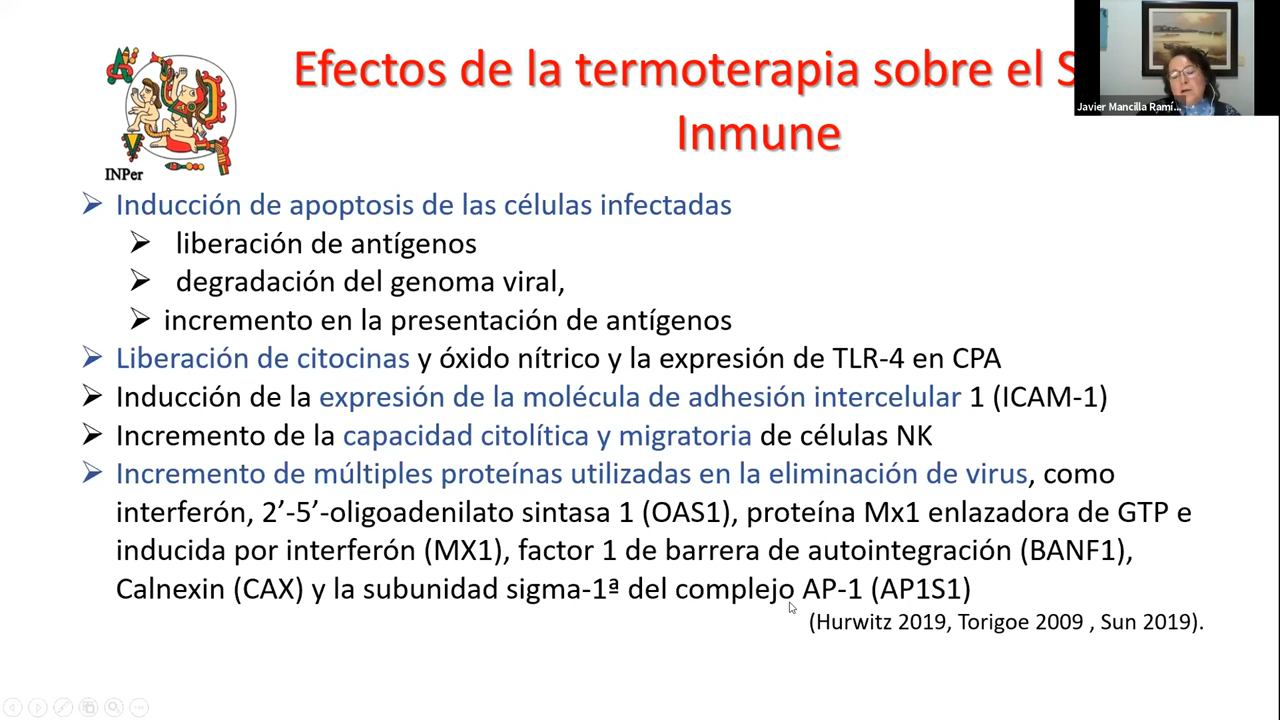 Efectos de la termoterapia sobre el S
Inmune
Javier Mancilla Ramí...
INPer
➢ Inducción de apoptosis de las células infectadas
➢ liberación de antígenos
➢ degradación del genoma viral,
➢ incremento en la presentación de antígenos
➢ Liberación de citocinas y óxido nítrico y la expresión de TLR-4 en CPA
➢ Inducción de la expresión de la molécula de adhesión intercelular 1 (ICAM-1)
➢ Incremento de la capacidad citolítica y migratoria de células NK
➢ Incremento de múltiples proteínas utilizadas en la eliminación de virus, como
interferón, 2’-5’-oligoadenilato sintasa 1 (OAS1), proteína Mx1 enlazadora de GTP e
inducida por interferón (MX1), factor 1 de barrera de autointegración (BANF1),
Calnexin (CAX) y la subunidad sigma-1ª del complejo AP-1 (AP1S1)
(Hurwitz 2019, Torigoe 2009 , Sun 2019).